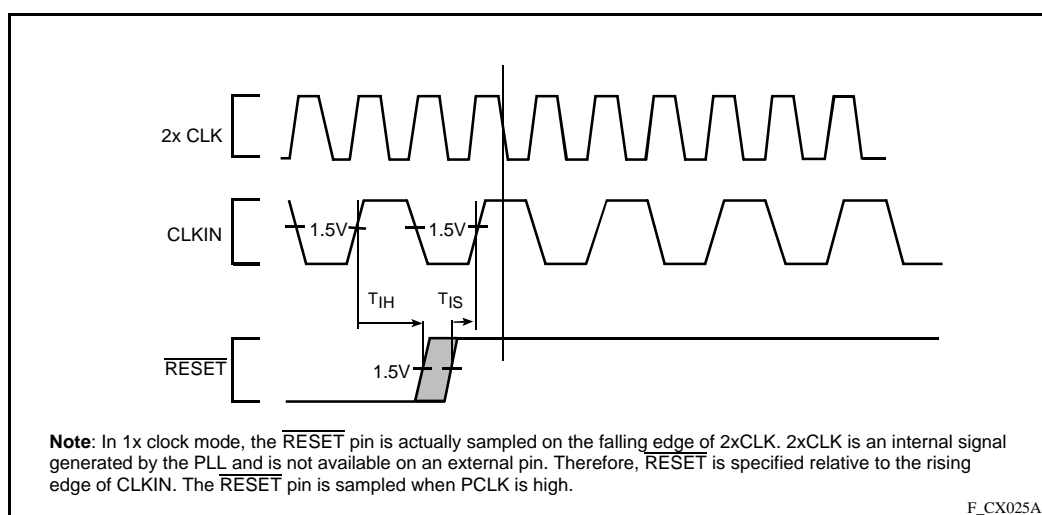 2x CLK
CLKIN
1.5V
1.5V
TIH
TIS
RESET
1.5V
Note: In 1x clock mode, the RESET pin is actually sampled on the falling edge of 2xCLK. 2xCLK is an internal signal
generated by the PLL and is not available on an external pin. Therefore, RESET is specified relative to the rising
edge of CLKIN. The RESET pin is sampled when PCLK is high.
F_CX025A